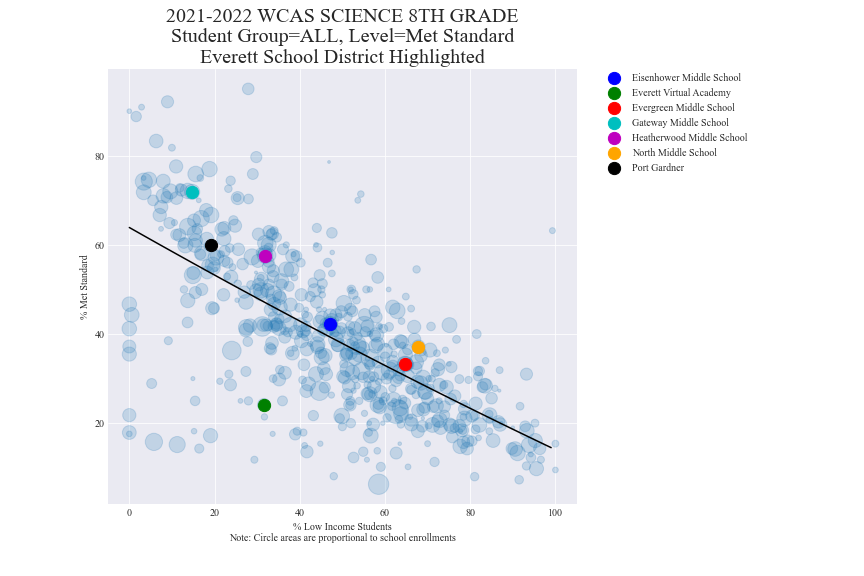 2021-2022 WCAS SCIENCE 8TH GRADE
Student Group=ALL, Level=Met Standard
Everett School District Highlighted
Eisenhower Middle School
Everett Virtual Academy
Evergreen Middle School
Gateway Middle School
Heatherwood Middle School
North Middle School
Port Gardner
% Met Standard
80
60
40
20
0 20 40 60 80 100
% Low Income Students
Note: Circle areas are proportional to school enrollments